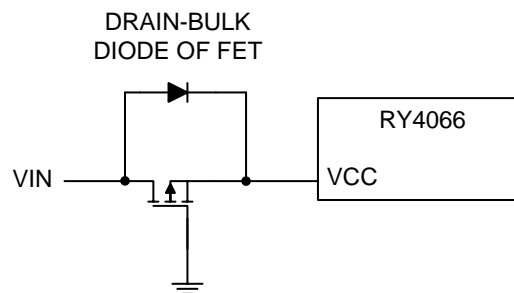 DRAIN-BULK
DIODE OF FET
RY4066
VIN
VCC